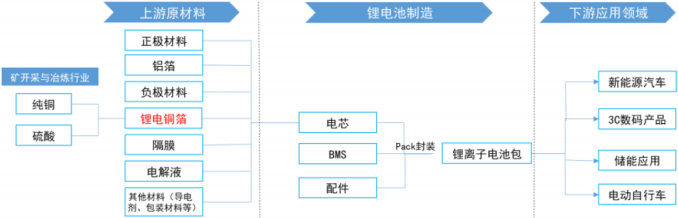 上游原材料
锂电池制造
下游应用领域
矿开采与冶炼行业
纯铜
硫酸
正极材料
铝箔
负极材料
锂电铜箔
隔膜
电解液
其他材料（导电
剂、包装材料等）
电芯
BMS
配件
Pack封装
锂离子电池包
新能源汽车
3C数码产品
储能应用
电动自行车